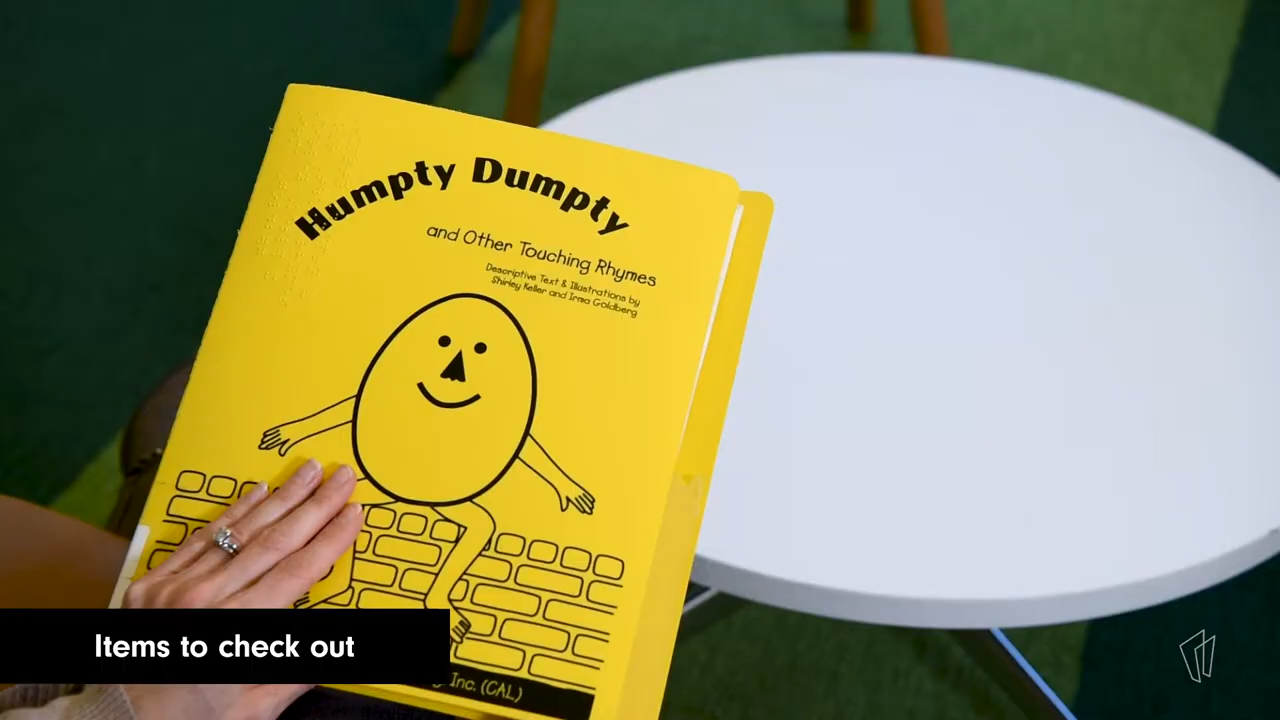 Humpty Dumpty
and Other Touching Rhymes
Descriptive Text & Illustrations by
Shirley Keller and Irma Goldberg
Inc. (CAL)
Items to check out